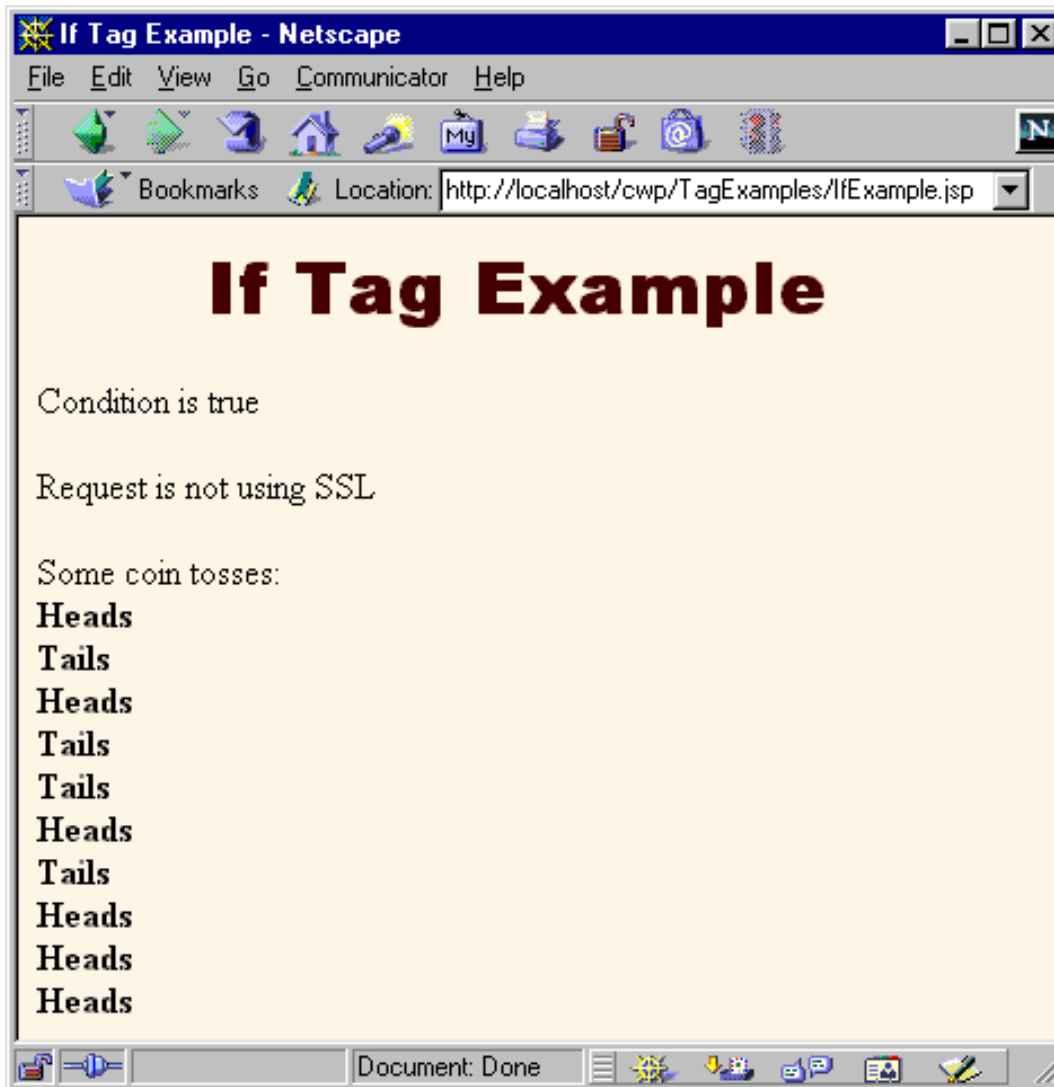 If Tag Example - Netscape
File Edit View Go Communicator Help
My
N
Bookmarks Location: http://localhost/cwp/TagExamples/IfExample.jsp
If Tag Example
Condition is true
Request is not using SSL
Some coin tosses:
Heads
Tails
Heads
Tails
Tails
Heads
Tails
Heads
Heads
Heads
Document: Done